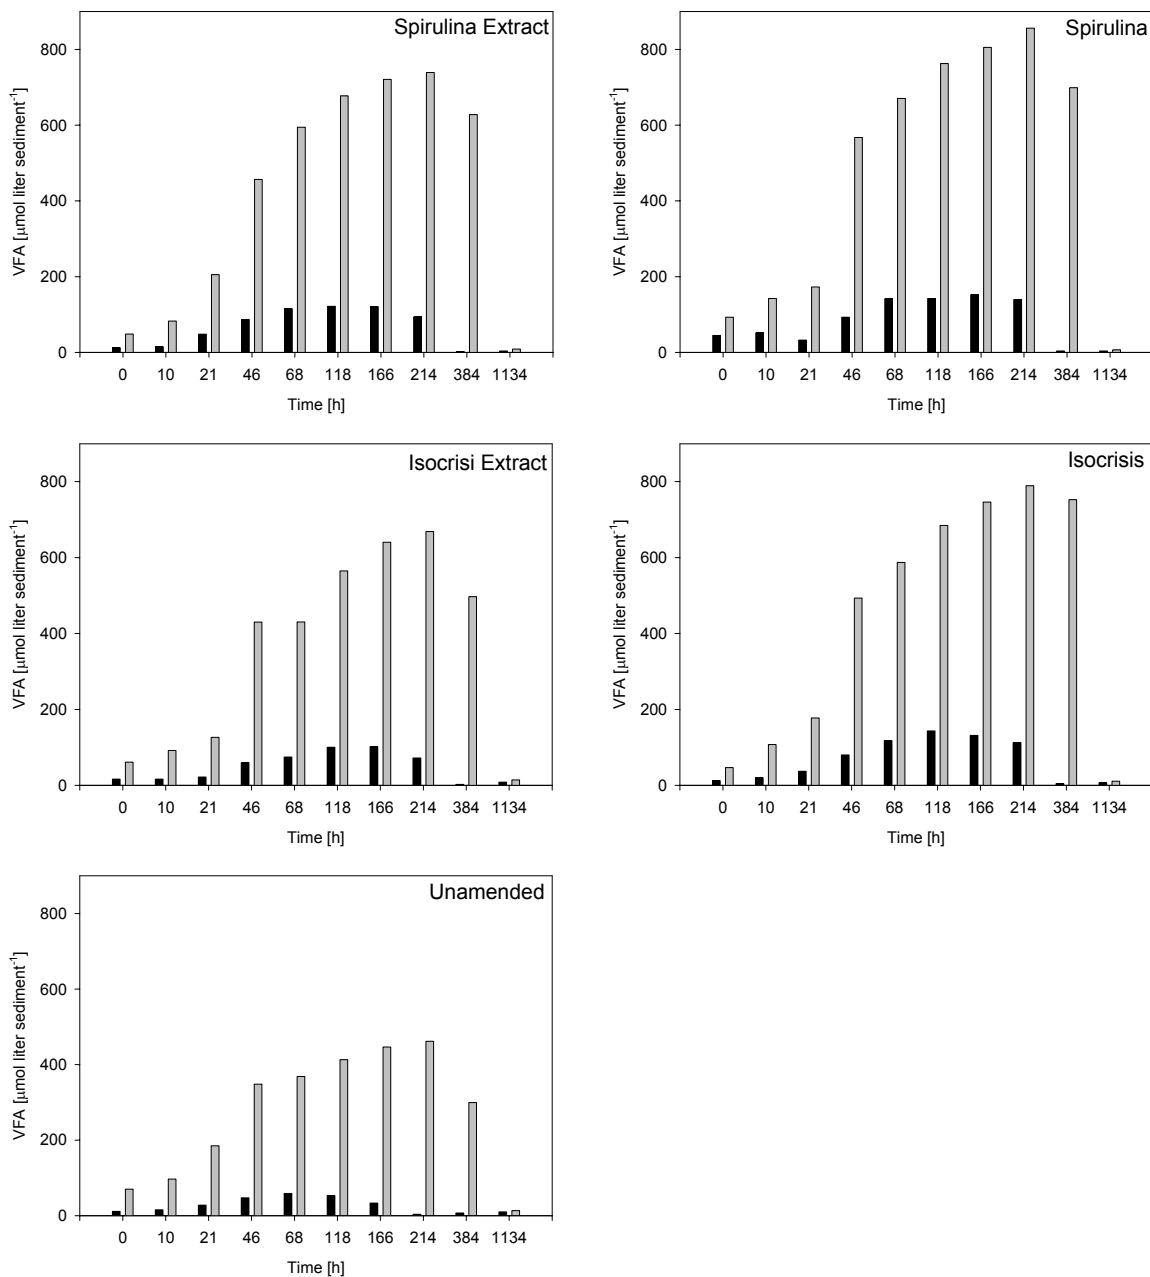 Spirulina Extract
800
600
400
200
0
VFA [µmol liter sediment-1]
0 10 21 46 68 118 166 214 384 1134
Time [h]
Spirulina
800
600
400
200
0
VFA [µmol liter sediment-1]
0 10 21 46 68 118 166 214 384 1134
Time [h]
Isocrisi Extract
800
600
400
200
0
VFA [µmol liter sediment-1]
0 10 21 46 68 118 166 214 384 1134
Time [h]
Isocrisis
800
600
400
200
0
VFA [µmol liter sediment-1]
0 10 21 46 68 118 166 214 384 1134
Time [h]
Unamended
800
600
400
200
0
VFA [µmol liter sediment-1]
0 10 21 46 68 118 166 214 384 1134
Time [h]